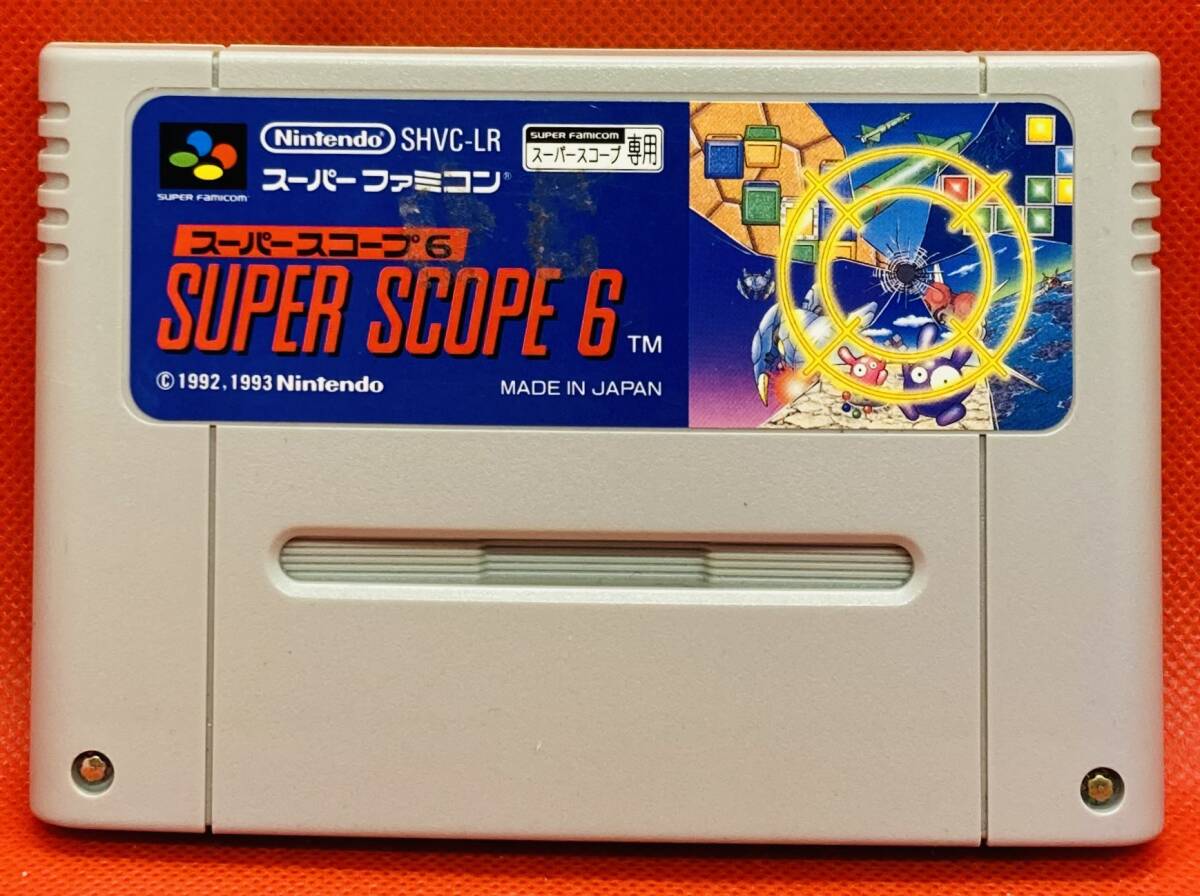 SUPER FAMICOM
Nintendo SHVC-LR
スーパーファミコン®
SUPER FAMICOM
スーパースコープ 専用
スーパースコープ6
SUPER SCOPE 6 TM
©1992,1993 Nintendo
MADE IN JAPAN